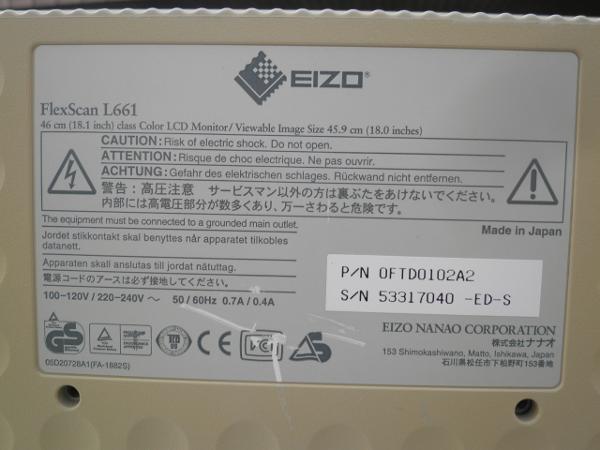 EIZO®
FlexScan L661
46 cm (18.1 inch) class Color LCD Monitor/ Viewable Image Size 45.9 cm (18.0 inches)
CAUTION: Risk of electric shock. Do not open.
ATTENTION: Risque de choc electrique. Ne pas ouvrir.
ACHTUNG: Gefahr des elektrischen schlages. Rückwand nicht entfernen.
警告:高圧注意 サービスマン以外の方は裏ぶたをあけないでください。
内部には高電圧部分が数多くあり、万一さわると危険です。
The equipment must be connected to a grounded main outlet.
Jordet stikkontakt skal benyttes når apparatet tilkobles
datanett.
Apparaten skall anslutas till jordat nätuttag.
電源コードのアースは必ず接地してください。
100-120V / 220-240V ～ 50 / 60Hz 0.7A / 0.4A
Made in Japan
P/N 0FTD0102A2
S/N 53317040 -ED-S
EIZO NANAO CORPORATION
株式会社ナナオ
153 Shimokashiwano, Matto, Ishikawa, Japan
石川県松任市下柏野町153番地
05D20728A1(FA-1882S)